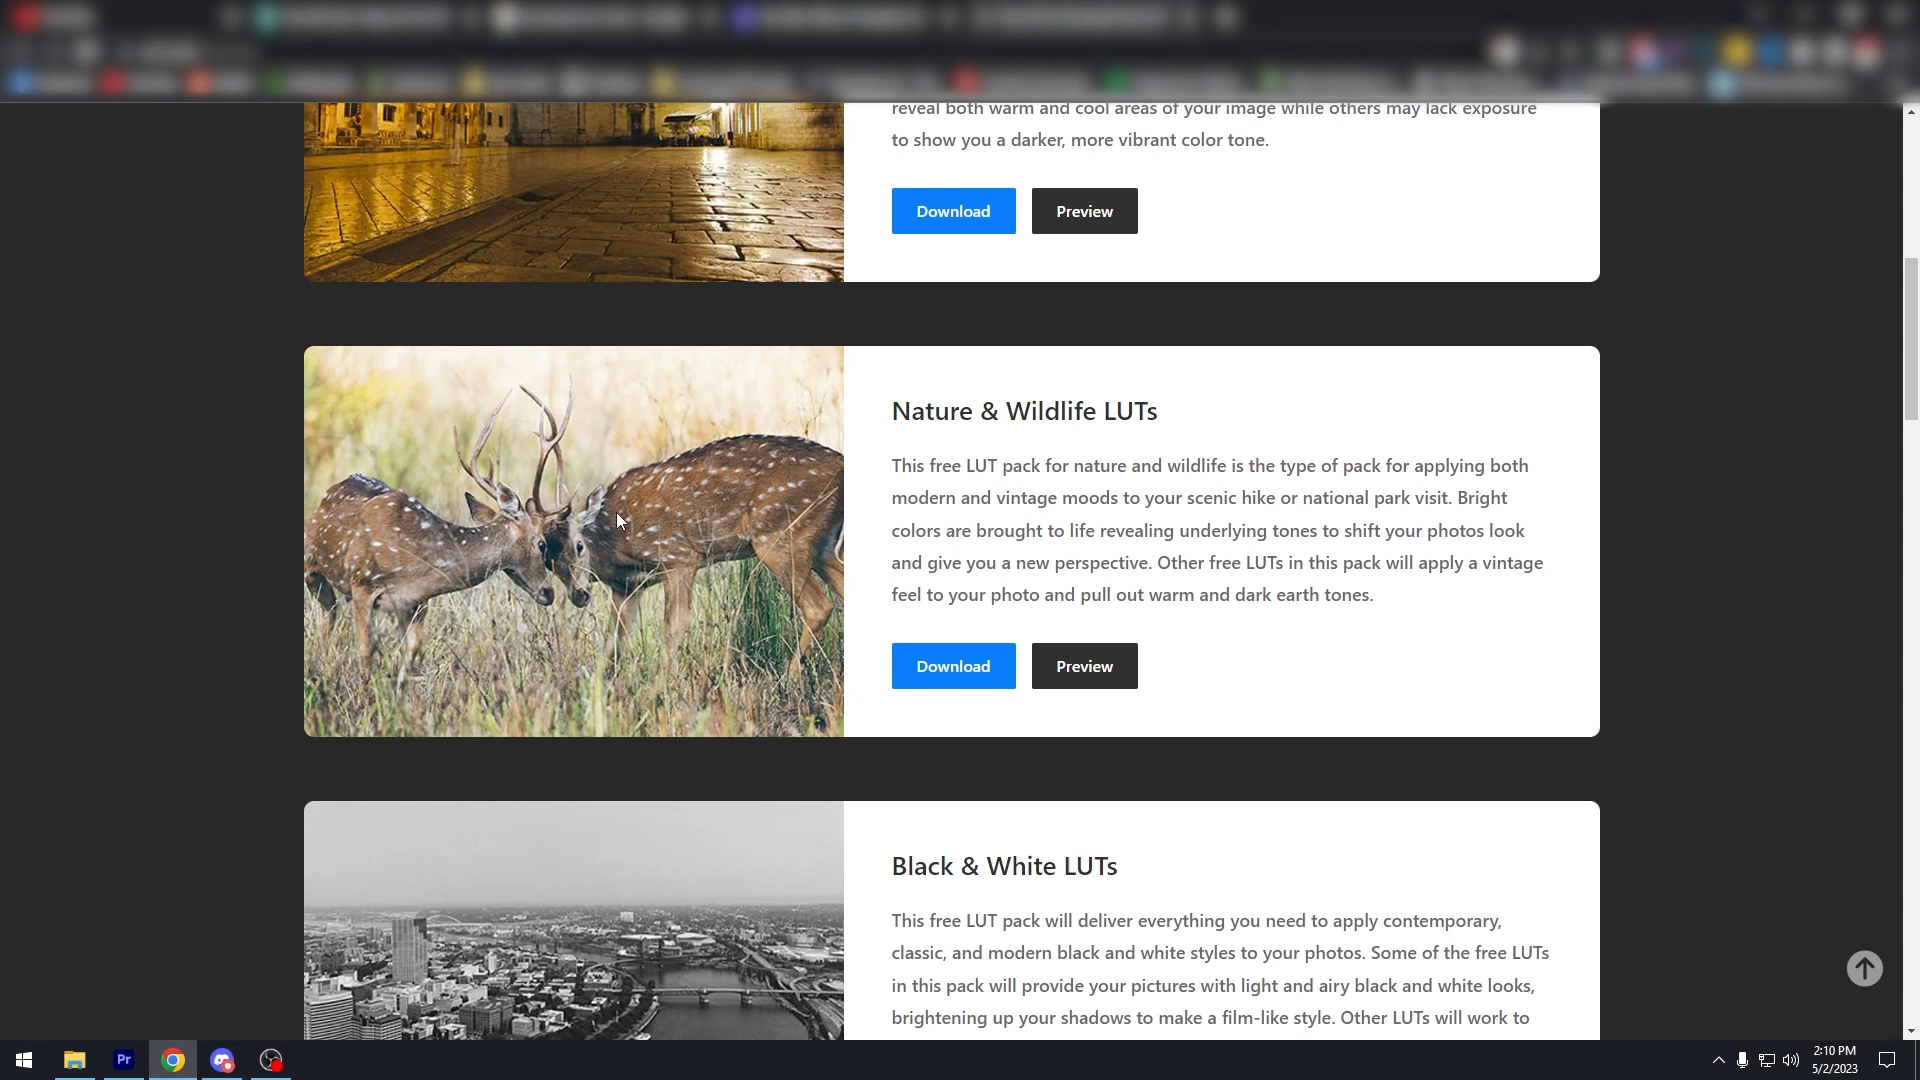 reveal both warm and cool areas of your image while others may lack exposure
to show you a darker, more vibrant color tone.
Download
Preview
Nature & Wildlife LUTs
This free LUT pack for nature and wildlife is the type of pack for applying both
modern and vintage moods to your scenic hike or national park visit. Bright
colors are brought to life revealing underlying tones to shift your photos look
and give you a new perspective. Other free LUTs in this pack will apply a vintage
feel to your photo and pull out warm and dark earth tones.
Download
Preview
Black & White LUTs
This free LUT pack will deliver everything you need to apply contemporary,
classic, and modern black and white styles to your photos. Some of the free LUTs
in this pack will provide your pictures with light and airy black and white looks,
brightening up your shadows to make a film-like style. Other LUTs will work to
Pr
2:10 PM
5/2/2023